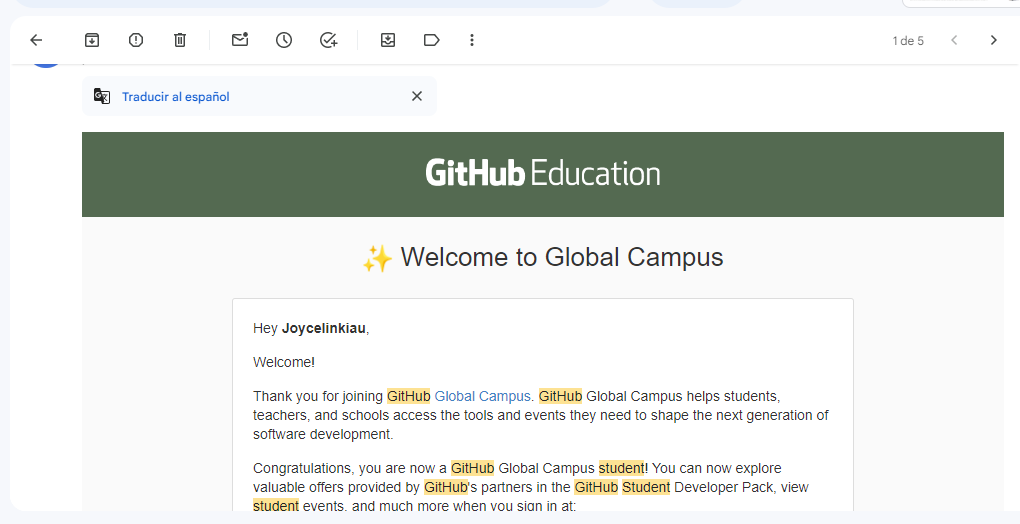 1 de 5
Traducir al español
GitHub Education
✨ Welcome to Global Campus
Hey Joycelinkiau,
Welcome!
Thank you for joining GitHub Global Campus. GitHub Global Campus helps students,
teachers, and schools access the tools and events they need to shape the next generation of
software development.
Congratulations, you are now a GitHub Global Campus student! You can now explore
valuable offers provided by GitHub's partners in the GitHub Student Developer Pack, view
student events, and much more when you sign in at: